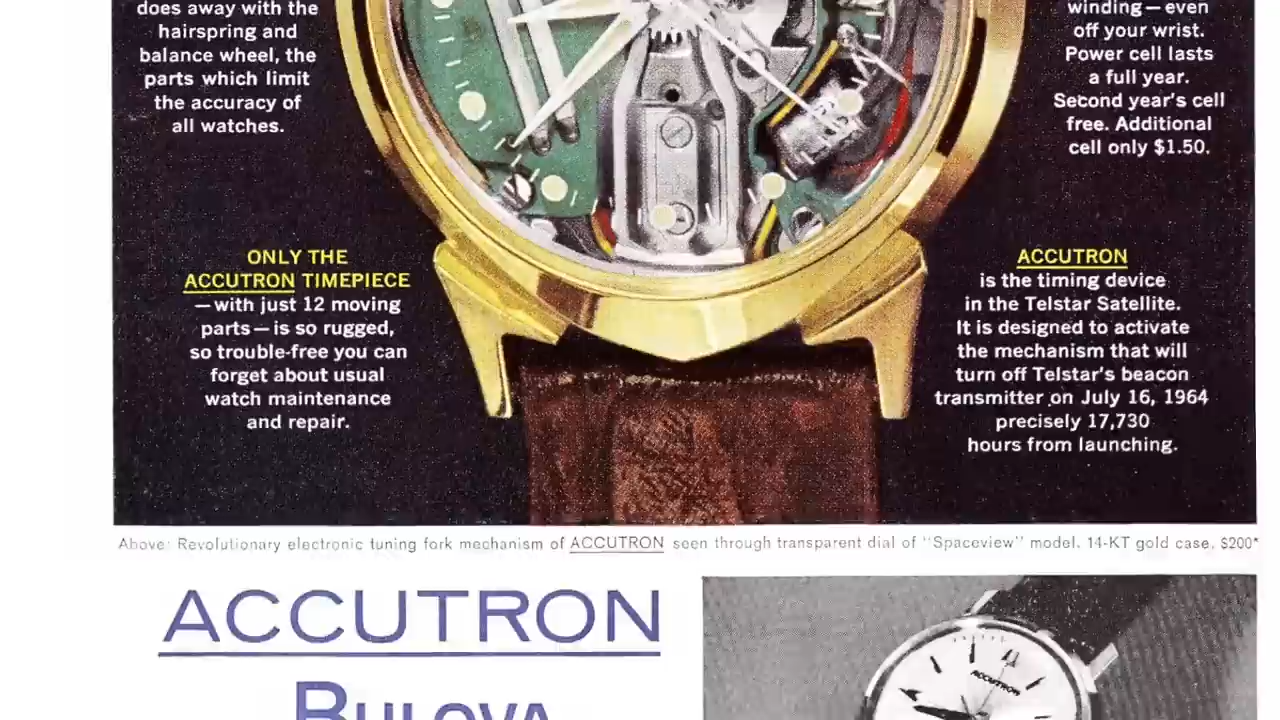 does away with the
hairspring and
balance wheel, the
parts which limit
the accuracy of
all watches.
winding—even
off your wrist.
Power cell lasts
a full year.
Second year's cell
free. Additional
cell only $1.50.
ONLY THE
ACCUTRON TIMEPIECE
—with just 12 moving
parts—is so rugged,
so trouble-free you can
forget about usual
watch maintenance
and repair.
ACCUTRON
is the timing device
in the Telstar Satellite.
It is designed to activate
the mechanism that will
turn off Telstar's beacon
transmitter on July 16, 1964
precisely 17,730
hours from launching.
Above: Revolutionary electronic tuning fork mechanism of ACCUTRON seen through transparent dial of "Spaceview" model. 14-KT gold case. $200*
ACCUTRON
BULOVA
ACCUTRON